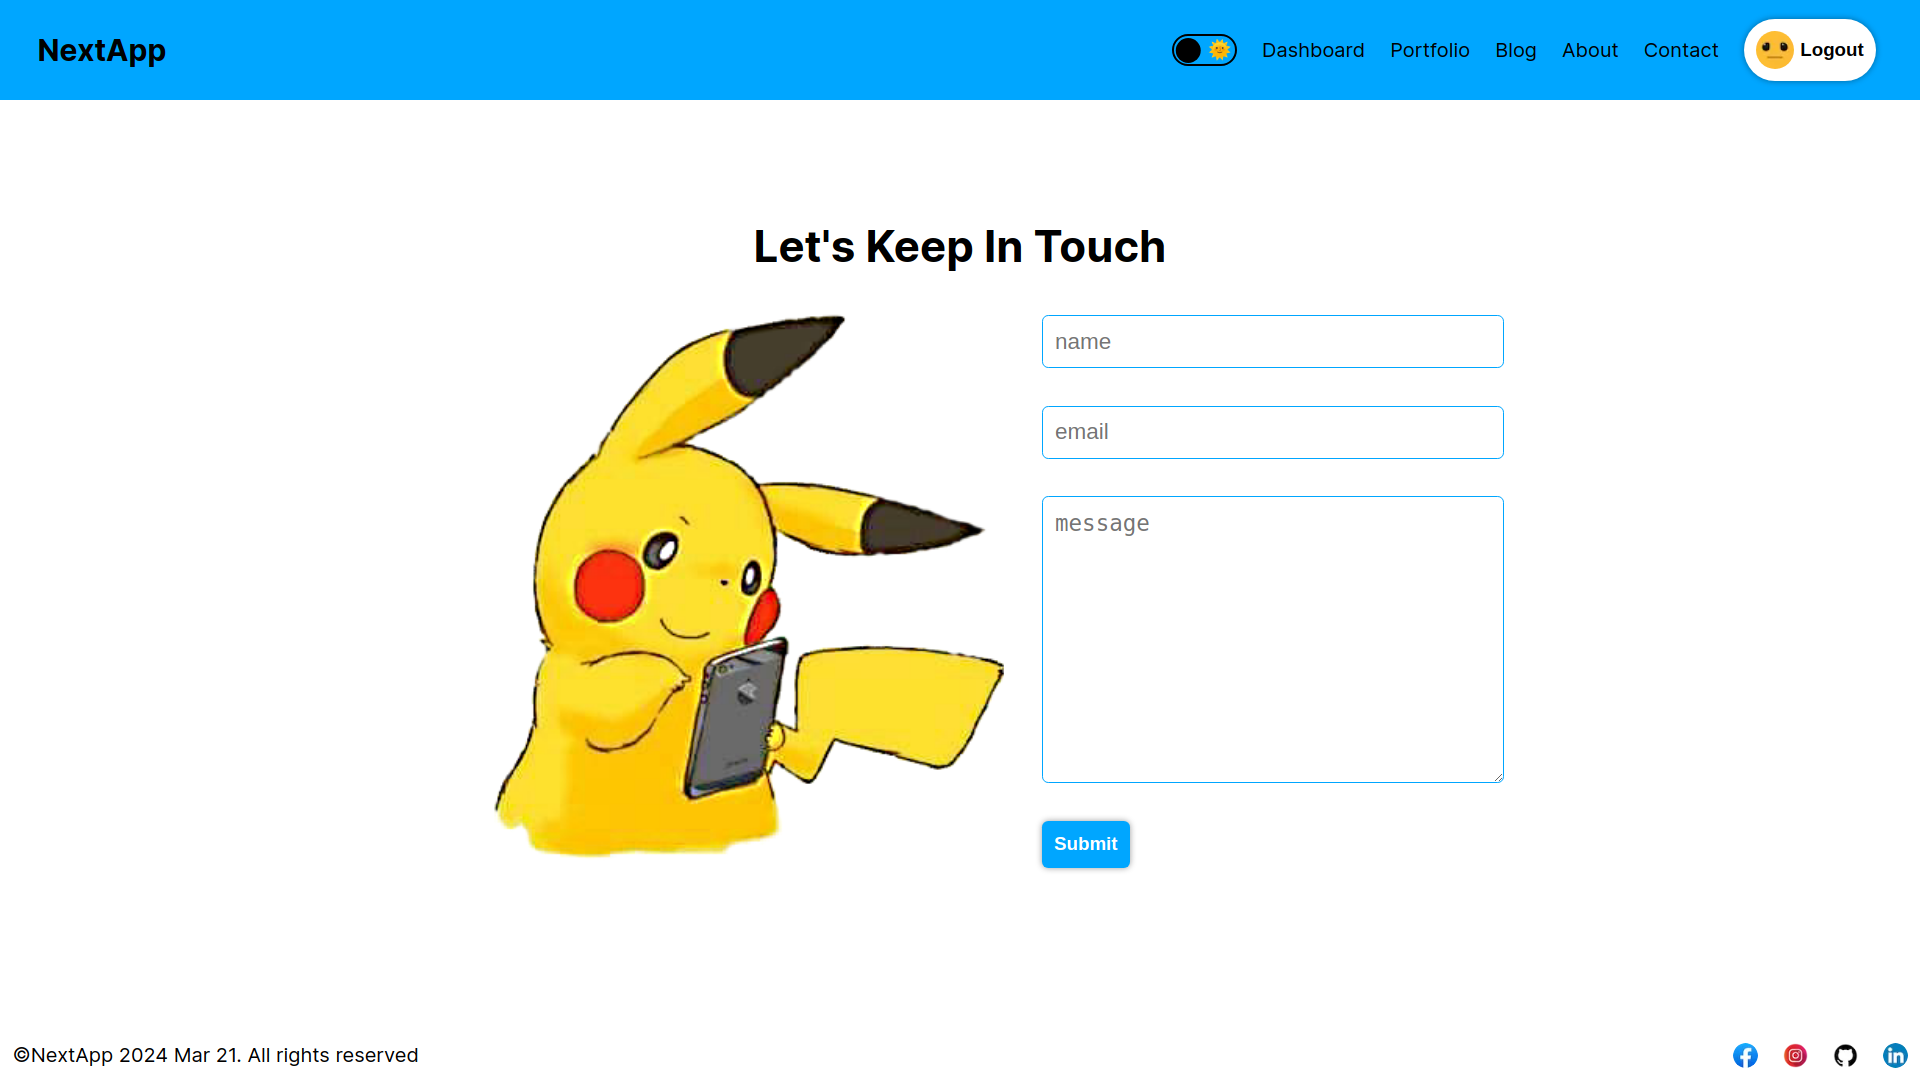 NextApp
Dashboard Portfolio Blog About Contact Logout
Let's Keep In Touch
name
email
message
Submit
©NextApp 2024 Mar 21. All rights reserved